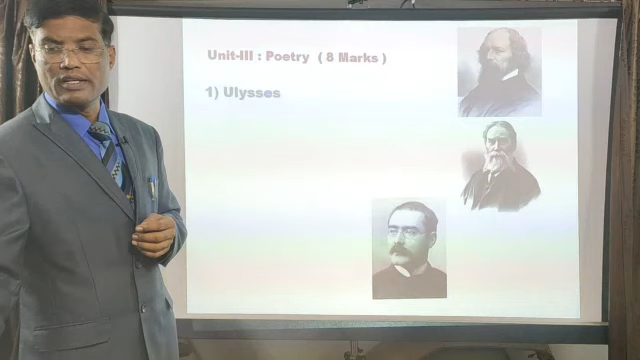 Unit-III : Poetry ( 8 Marks )
1) Ulysses